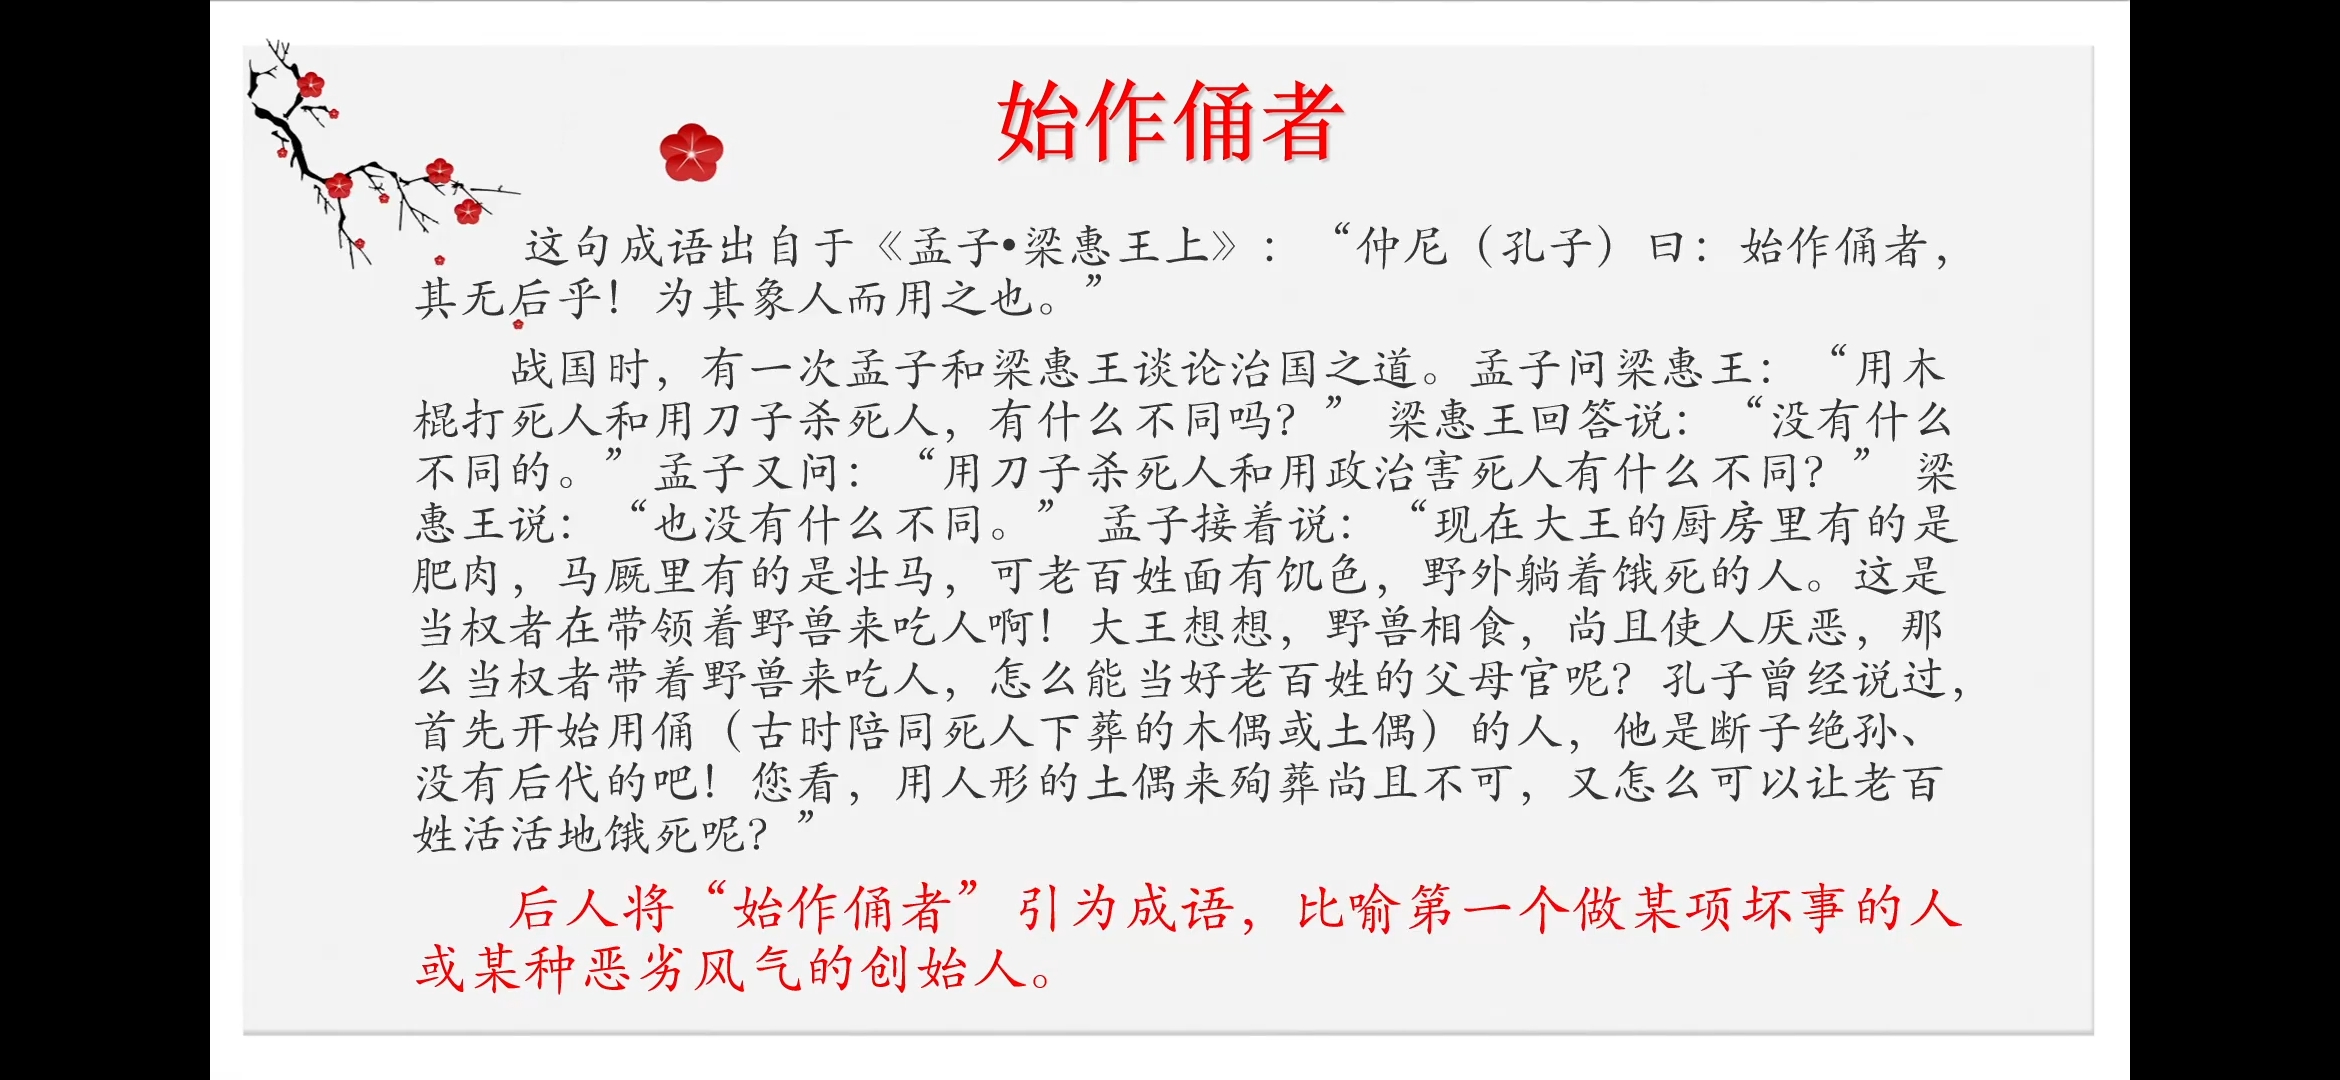 始作俑者
这句成语出自于《孟子•梁惠王上》：“仲尼（孔子）曰：始作俑者，
其无后乎！为其象人而用之也。”
战国时，有一次孟子和梁惠王谈论治国之道。孟子问梁惠王：“用木
棍打死人和用刀子杀死人，有什么不同吗？” 梁惠王回答说：“没有什么
不同的。” 孟子又问：“用刀子杀死人和用政治害死人有什么不同？” 梁
惠王说：“也没有什么不同。” 孟子接着说：“现在大王的厨房里有的是
肥肉，马厩里有的是壮马，可老百姓面有饥色，野外躺着饿死的人。这是
当权者在带领着野兽来吃人啊！大王想想，野兽相食，尚且使人厌恶，那
么当权者带着野兽来吃人，怎么能当好老百姓的父母官呢？孔子曾经说过，
首先开始用俑（古时陪同死人下葬的木偶或土偶）的人，他是断子绝孙、
没有后代的吧！您看，用人形的土偶来殉葬尚且不可，又怎么可以让老百
姓活活地饿死呢？”
后人将“始作俑者”引为成语，比喻第一个做某项坏事的人
或某种恶劣风气的创始人。